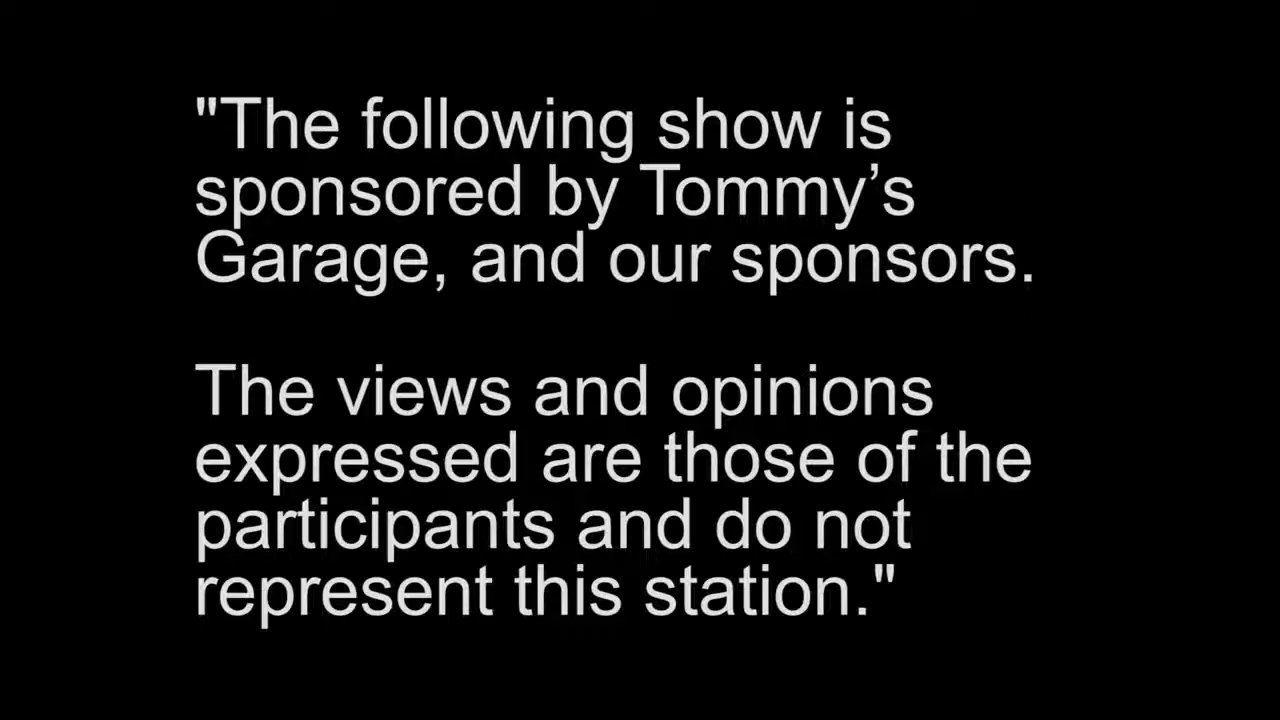 "The following show is
sponsored by Tommy’s
Garage, and our sponsors.
The views and opinions
expressed are those of the
participants and do not
represent this station."